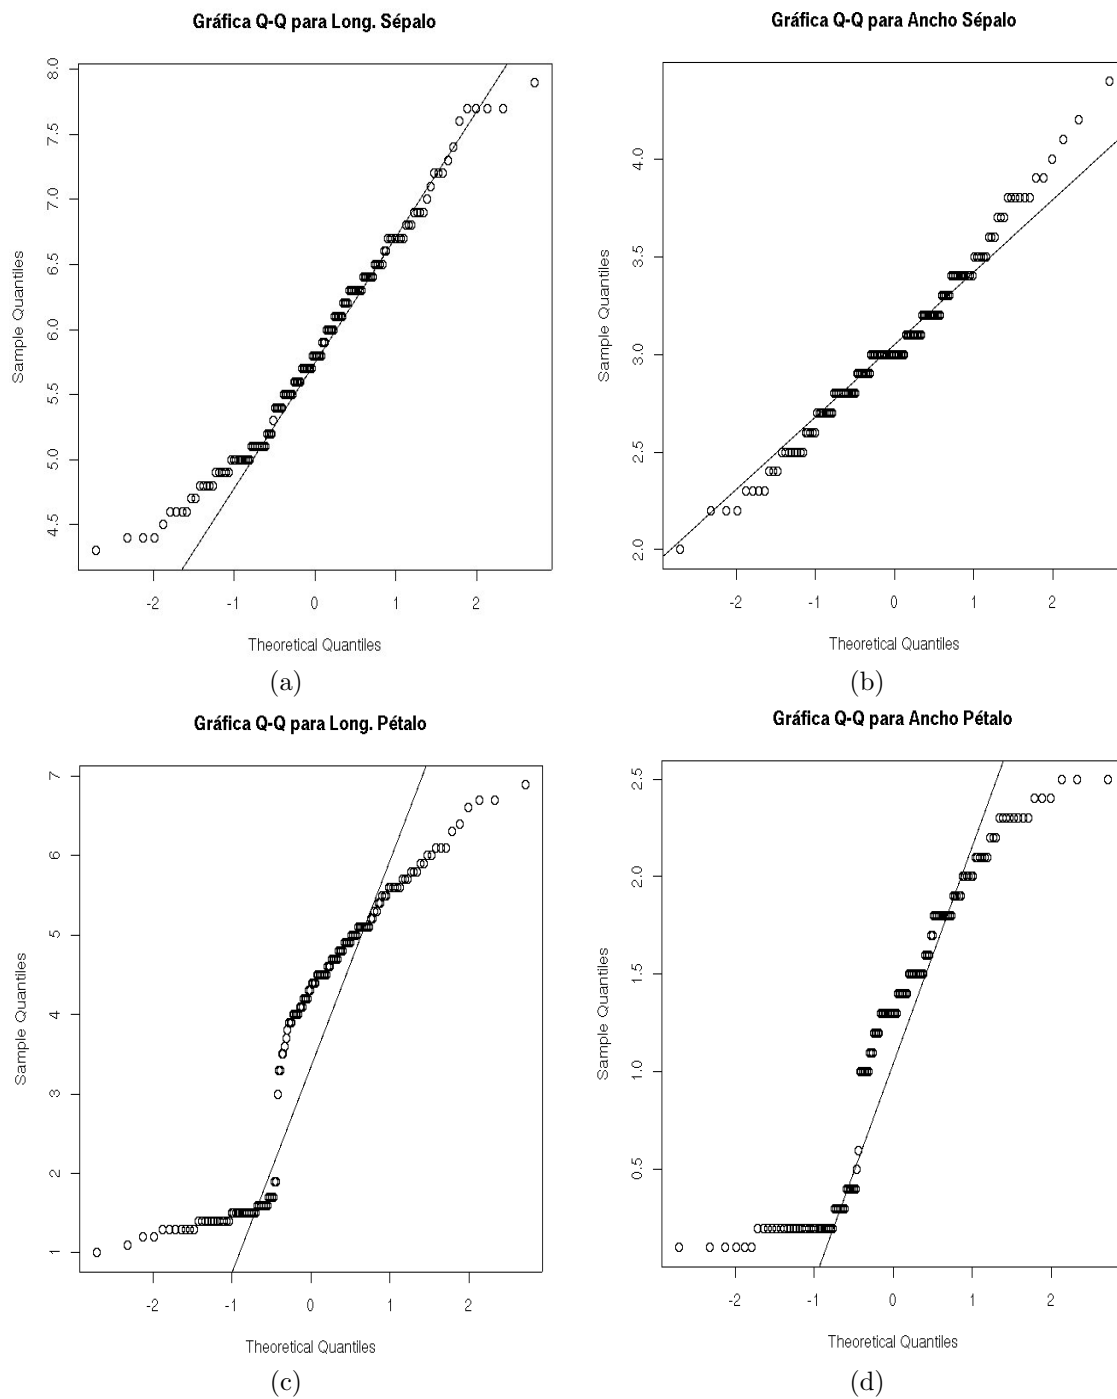 Gráfica Q-Q para Long. Sépalo
Sample Quantiles
8.0
7.5
7.0
6.5
6.0
5.5
5.0
4.5
-2 -1 0 1 2
Theoretical Quantiles
(a)
Gráfica Q-Q para Ancho Sépalo
Sample Quantiles
4.0
3.5
3.0
2.5
2.0
-2 -1 0 1 2
Theoretical Quantiles
(b)
Gráfica Q-Q para Long. Pétalo
Sample Quantiles
7
6
5
4
3
2
1
-2 -1 0 1 2
Theoretical Quantiles
(c)
Gráfica Q-Q para Ancho Pétalo
Sample Quantiles
2.5
2.0
1.5
1.0
0.5
-2 -1 0 1 2
Theoretical Quantiles
(d)